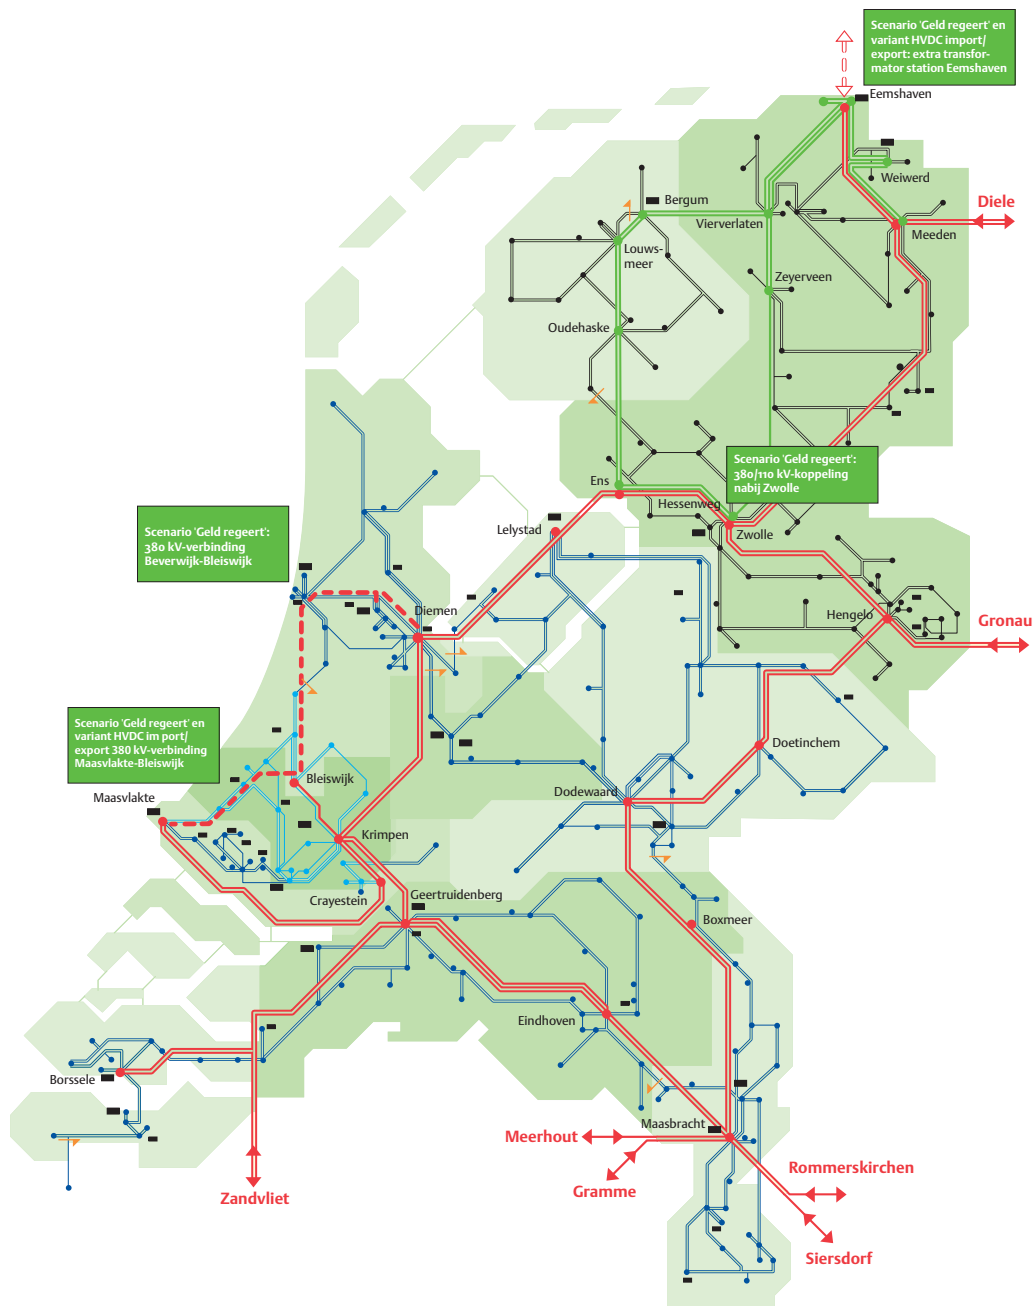 Scenario 'Geld regeert' en
variant HVDC import/
export: extra transfor-
mator station Eemshaven
Eemshaven
Weiwerd
Diele
Bergum
Vierverlaten
Meeden
Louws-
meer
Zeyerveen
Oudehaske
Scenario 'Geld regeert':
380/110 kV-koppeling
nabij Zwolle
Ens
Hessenweg
Lelystad
Zwolle
Scenario 'Geld regeert':
380 kV-verbinding
Beverwijk-Bleiswijk
Diemen
Hengelo
Gronau
Scenario 'Geld regeert' en
variant HVDC im port/
export 380 kV-verbinding
Maasvlakte-Bleiswijk
Doetinchem
Bleiswijk
Maasvlakte
Dodewaard
Krimpen
Crayestein
Geertruidenberg
Boxmeer
Eindhoven
Borssele
Maasbracht
Meerhout
Rommerskirchen
Gramme
Zandvliet
Siersdorf